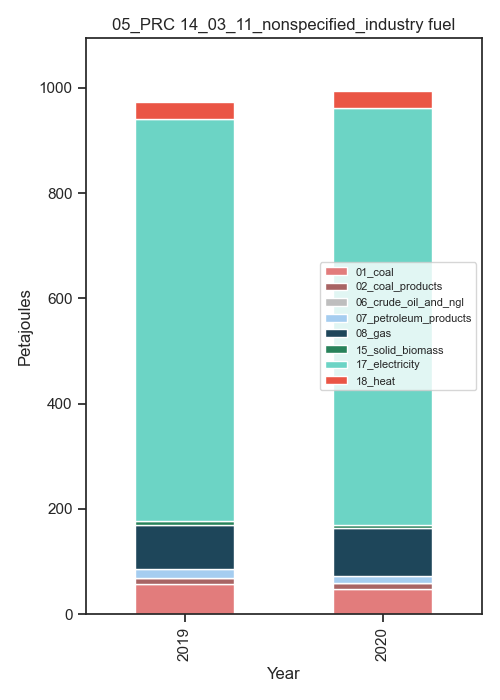 05_PRC 14_03_11_nonspecified_industry fuel
Petajoules
1000
800
600
400
200
0
01_coal
02_coal_products
06_crude_oil_and_ngl
07_petroleum_products
08_gas
15_solid_biomass
17_electricity
18_heat
2019
2020
Year